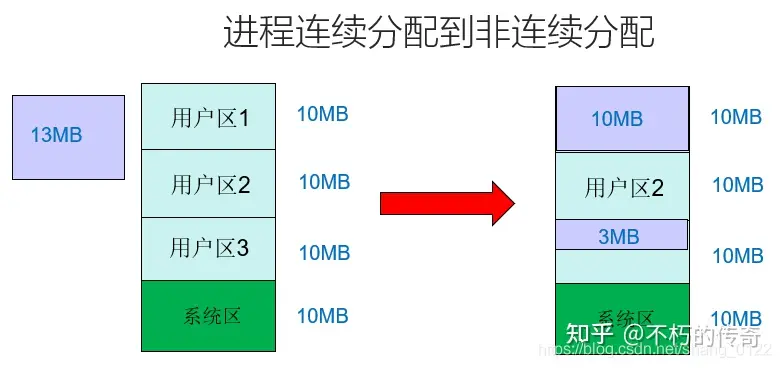 进程连续分配到非连续分配
13MB
用户区1
10MB
用户区2
10MB
用户区3
10MB
系统区
10MB
10MB
10MB
用户区2
10MB
3MB
10MB
系统区
10MB
知乎 @不朽的传奇
https://blog.csdn.net/shang_0122